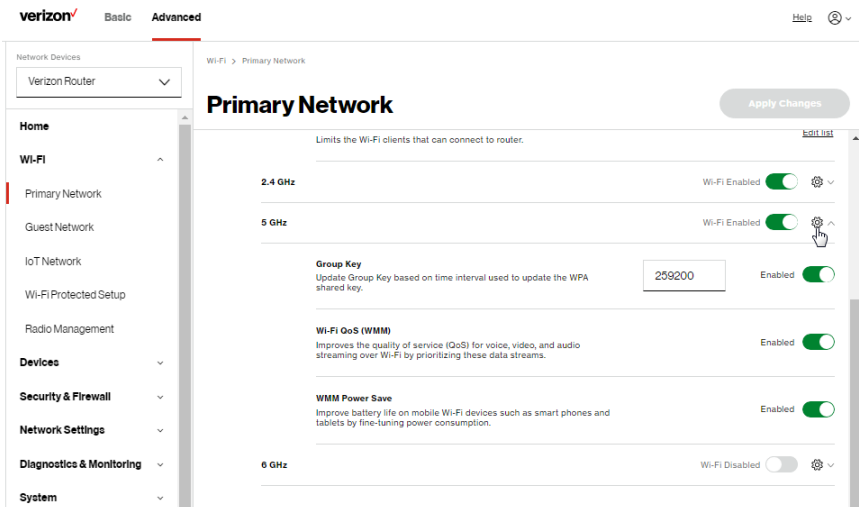 verizon✓ Basic Advanced Help
Network Devices
Verizon Router
Home
Wi-Fi
Primary Network
Guest Network
IoT Network
Wi-Fi Protected Setup
Radio Management
Devices
Security & Firewall
Network Settings
Diagnostics & Monitoring
System
Wi-Fi > Primary Network
Primary Network
Apply Changes
Edit list
Limits the Wi-Fi clients that can connect to router.
2.4 GHz Wi-Fi Enabled
5 GHz Wi-Fi Enabled
Group Key
Update Group Key based on time interval used to update the WPA
shared key.
259200 Enabled
Wi-Fi QoS (WMM)
Improves the quality of service (QoS) for voice, video, and audio
streaming over Wi-Fi by prioritizing these data streams.
Enabled
WMM Power Save
Improve battery life on mobile Wi-Fi devices such as smart phones and
tablets by fine-tuning power consumption.
Enabled
6 GHz Wi-Fi Disabled